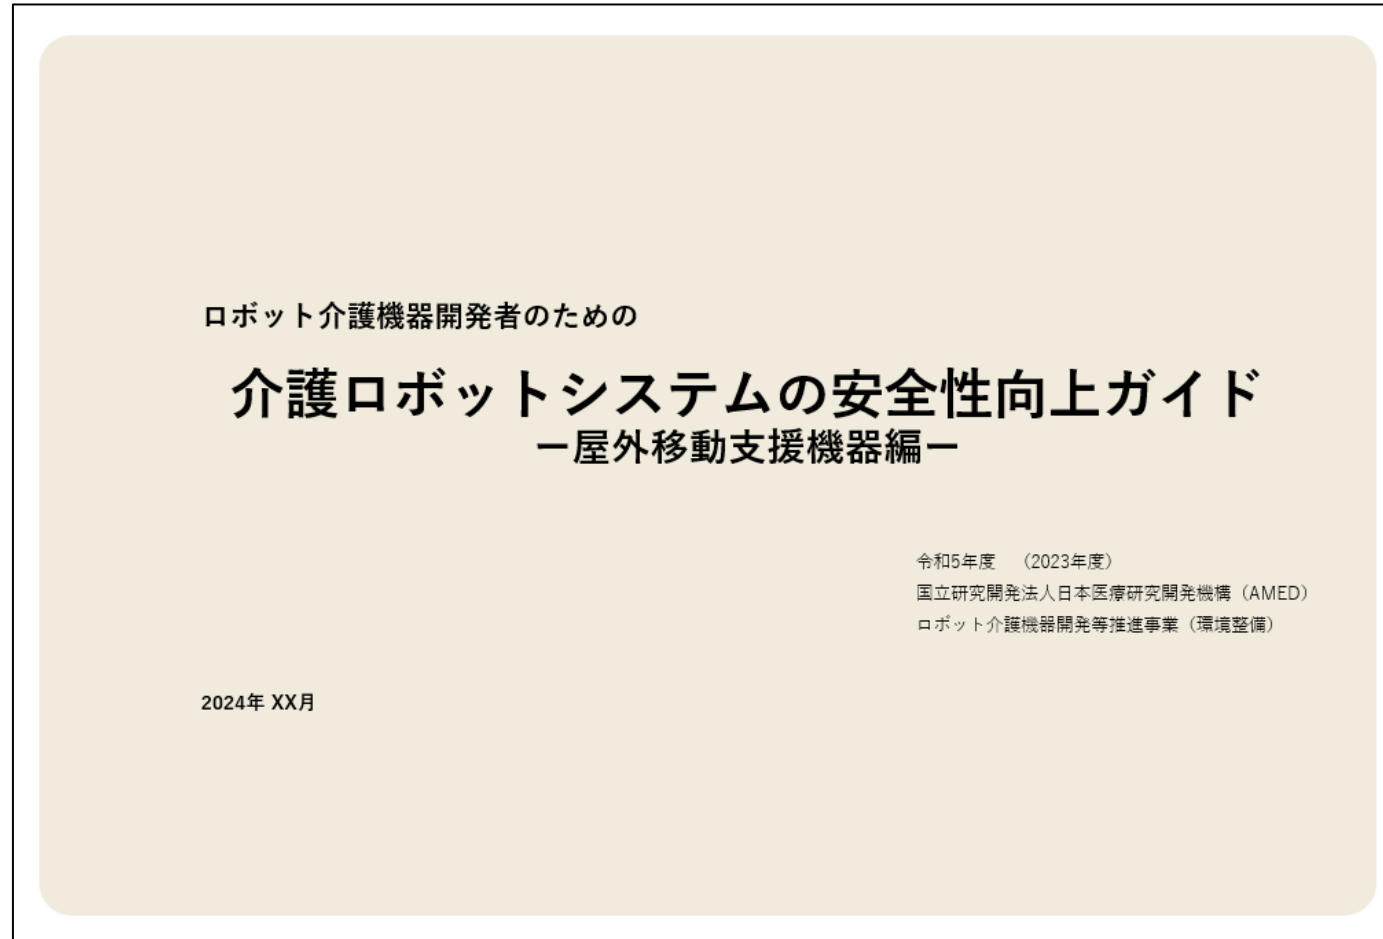 ロボット介護機器開発者のための
介護ロボットシステムの安全性向上ガイド
ー屋外移動支援機器編ー
令和5年度　（2023年度）
国立研究開発法人日本医療研究開発機構（AMED）
ロボット介護機器開発等推進事業（環境整備）
2024年 XX月